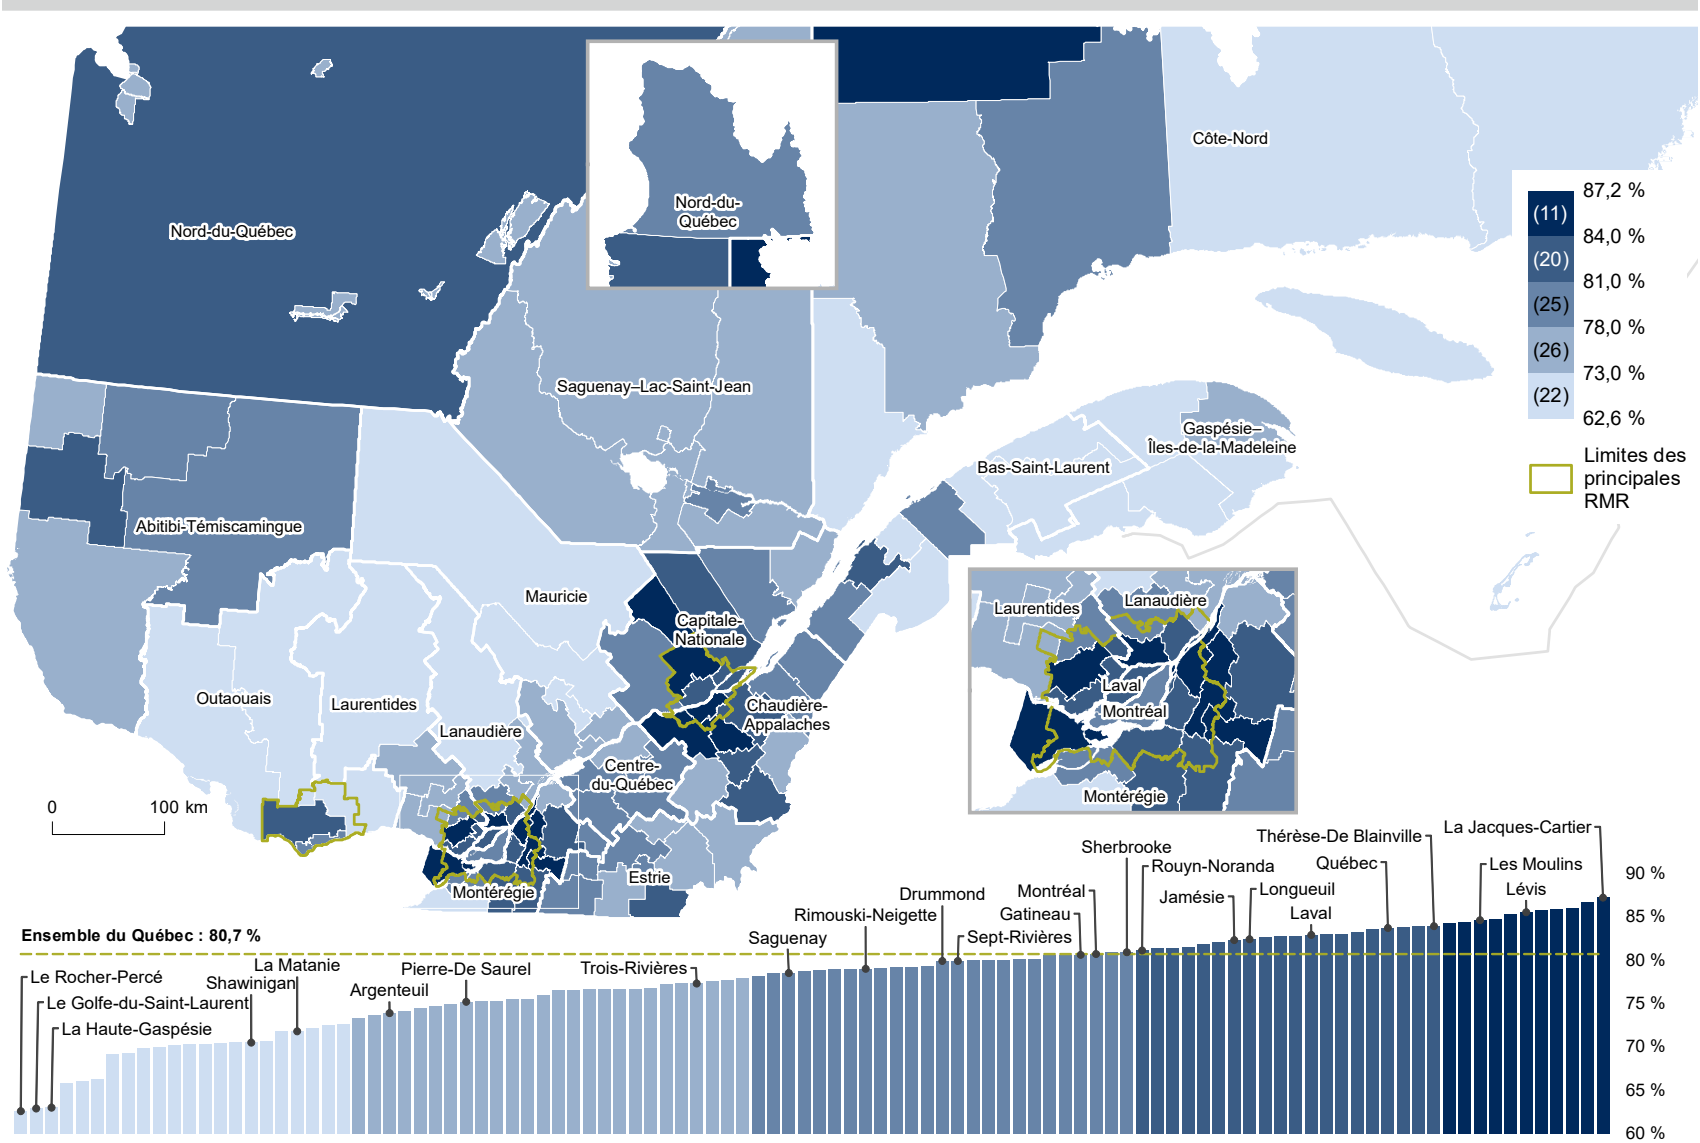 Côte-Nord
87,2 %
(11)
84,0 %
(20)
81,0 %
(25)
78,0 %
(26)
73,0 %
(22)
62,6 %
Limites des
principales
RMR
Nord-du-
Québec
Nord-du-Québec
Saguenay–Lac-Saint-Jean
Gaspésie–
Îles-de-la-Madeleine
Bas-Saint-Laurent
Abitibi-Témiscamingue
Mauricie
Capitale-
Nationale
Laurentides
Lanaudière
Laval
Montréal
Montérégie
Outaouais
Laurentides
Lanaudière
Chaudière-
Appalaches
Centre-
du-Québec
Estrie
Montérégie
0 100 km
Ensemble du Québec : 80,7 %
Le Rocher-Percé
Le Golfe-du-Saint-Laurent
La Haute-Gaspésie
Shawinigan
La Matanie
Argenteuil
Pierre-De Saurel
Trois-Rivières
Saguenay
Rimouski-Neigette
Drummond
Sept-Rivières
Gatineau
Montréal
Sherbrooke
Rouyn-Noranda
Jamésie
Longueuil
Laval
Québec
Thérèse-De Blainville
Les Moulins
Lévis
La Jacques-Cartier
90 %
85 %
80 %
75 %
70 %
65 %
60 %